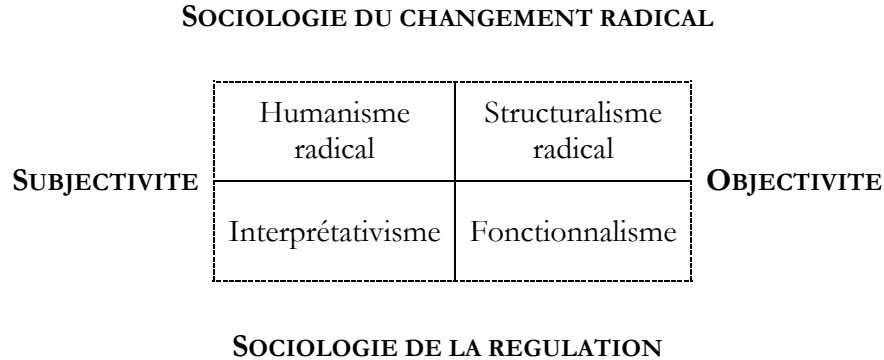 SOCIOLOGIE DU CHANGEMENT RADICAL
Humanisme
radical
Structuralisme
radical
SUBJECTIVITE
OBJECTIVITE
Interprétativisme
Fonctionnalisme
SOCIOLOGIE DE LA REGULATION